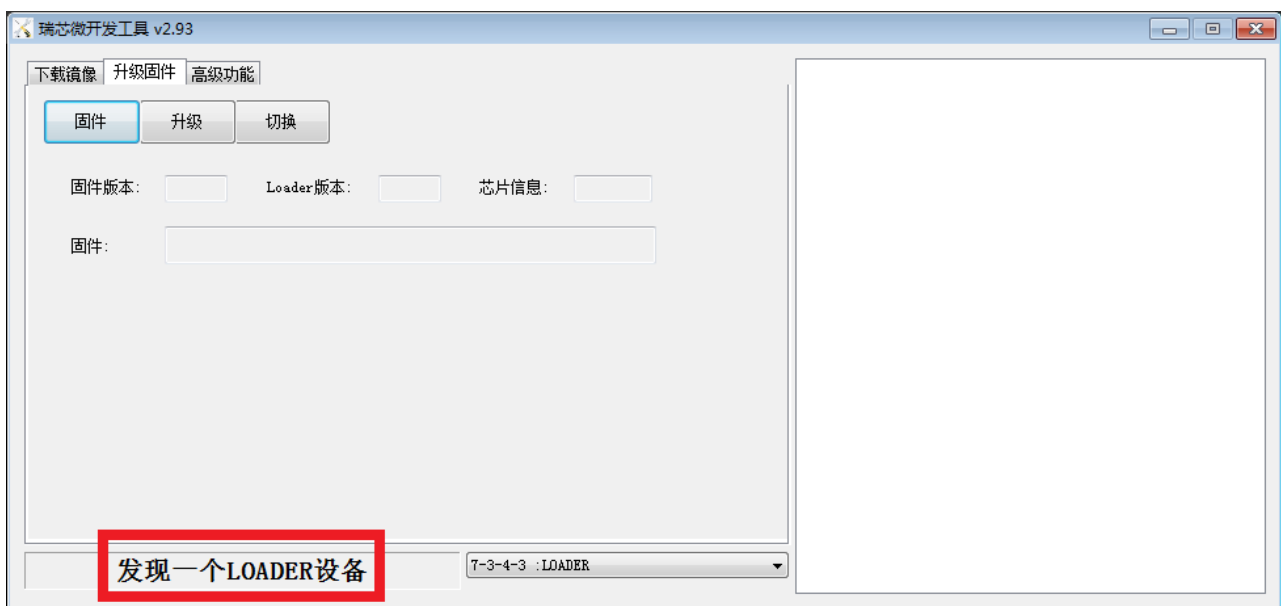 瑞芯微开发工具 v2.93
下载镜像 升级固件 高级功能
固件 升级 切换
固件版本: Loader版本: 芯片信息:
固件:
发现一个LOADER设备 7-3-4-3 :LOADER